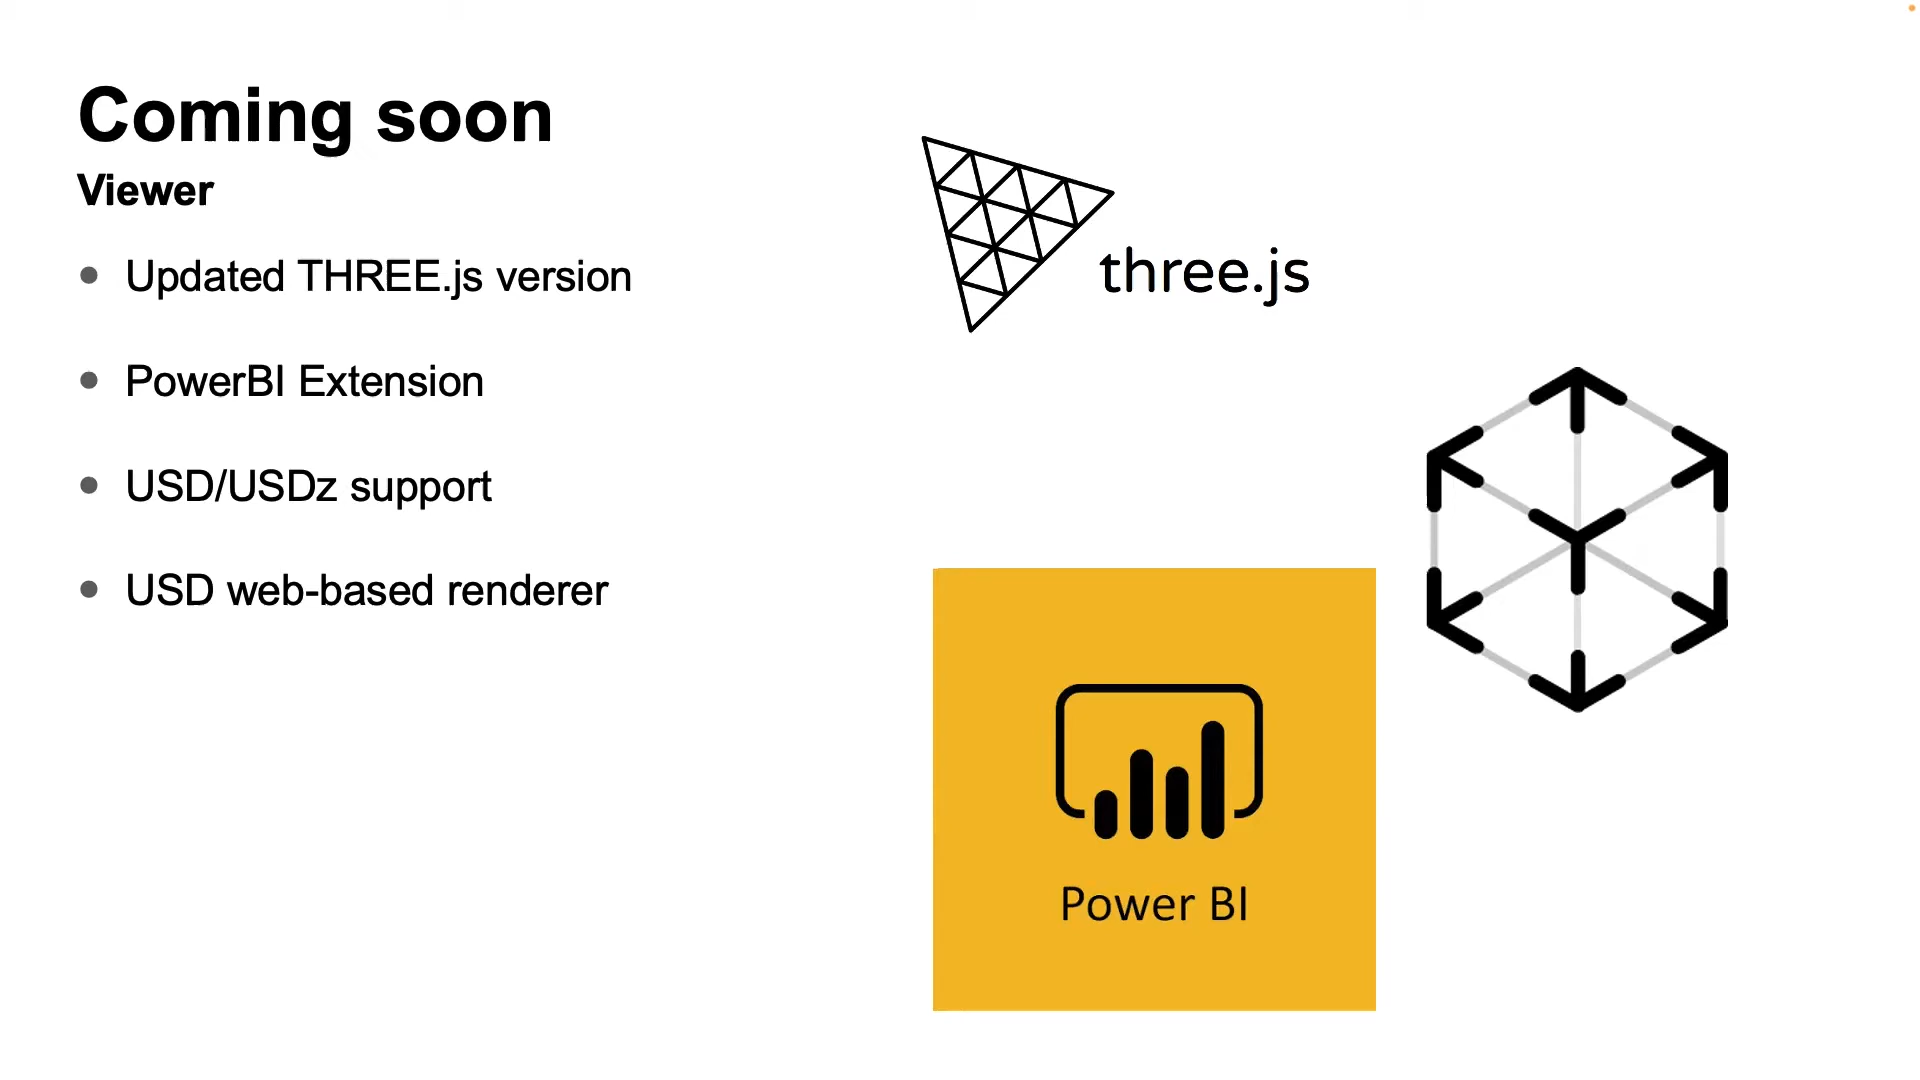 Coming soon
Viewer
Updated THREE.js version
PowerBI Extension
USD/USDz support
USD web-based renderer
three.js
Power BI